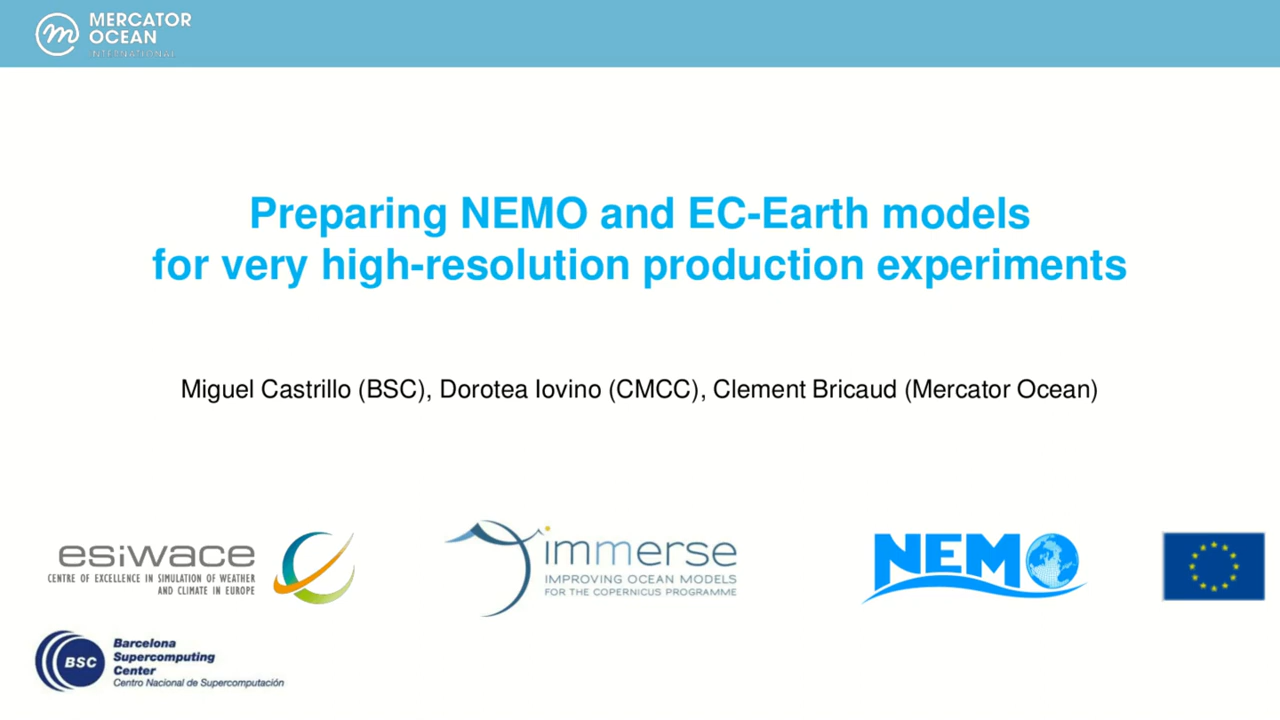 MERCATOR
OCEAN
INTERNATIONAL
Preparing NEMO and EC-Earth models
for very high-resolution production experiments
Miguel Castrillo (BSC), Dorotea Iovino (CMCC), Clement Bricaud (Mercator Ocean)
esiwace
CENTRE OF EXCELLENCE IN SIMULATION OF WEATHER
AND CLIMATE IN EUROPE
immerse
IMPROVING OCEAN MODELS
FOR THE COPERNICUS PROGRAMME
NEMO
BSC
Barcelona
Supercomputing
Center
Centro Nacional de Supercomputación